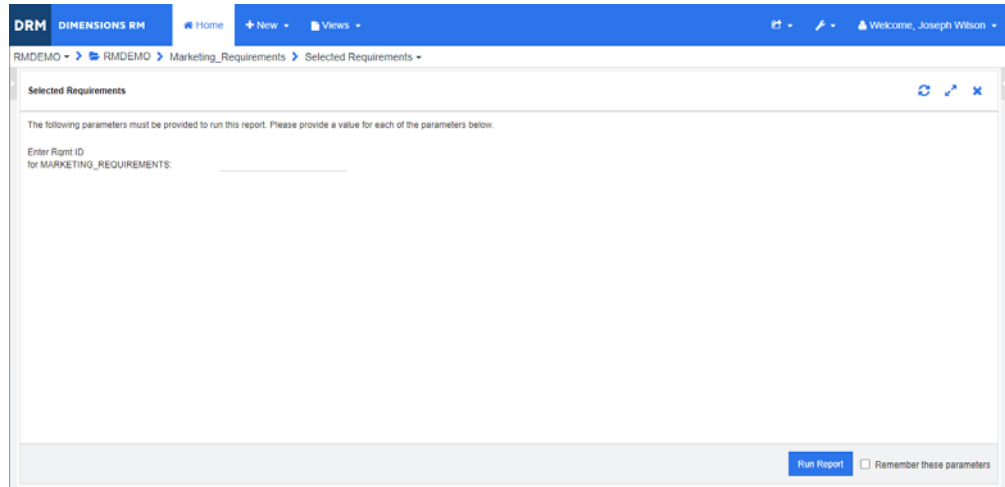 DRM DIMENSIONS RM Home New Views Welcome, Joseph Wilson
RMDEMO RMDEMO Marketing_Requirements Selected Requirements
Selected Requirements
The following parameters must be provided to run this report. Please provide a value for each of the parameters below.
Enter Rqmt ID
for MARKETING_REQUIREMENTS:
Run Report Remember these parameters